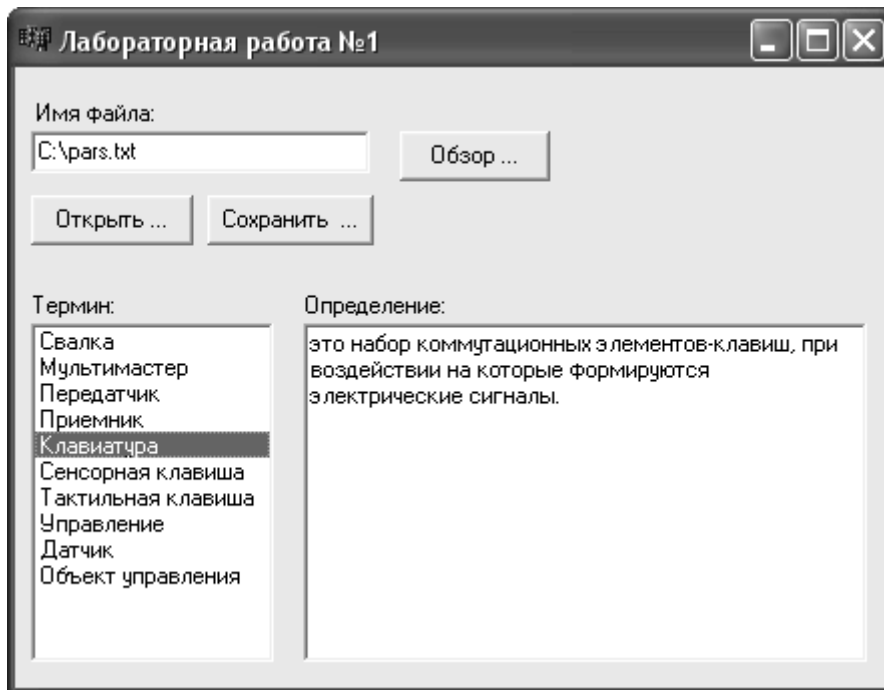 Лабораторная работа №1
Имя файла:
C:\pars.txt
Обзор ...
Открыть ...
Сохранить ...
Термин:
Свалка
Мультимастер
Передатчик
Приемник
Клавиатура
Сенсорная клавиша
Тактильная клавиша
Управление
Датчик
Объект управления
Определение:
это набор коммутационных элементов-клавиш, при
воздействии на которые формируются
электрические сигналы.